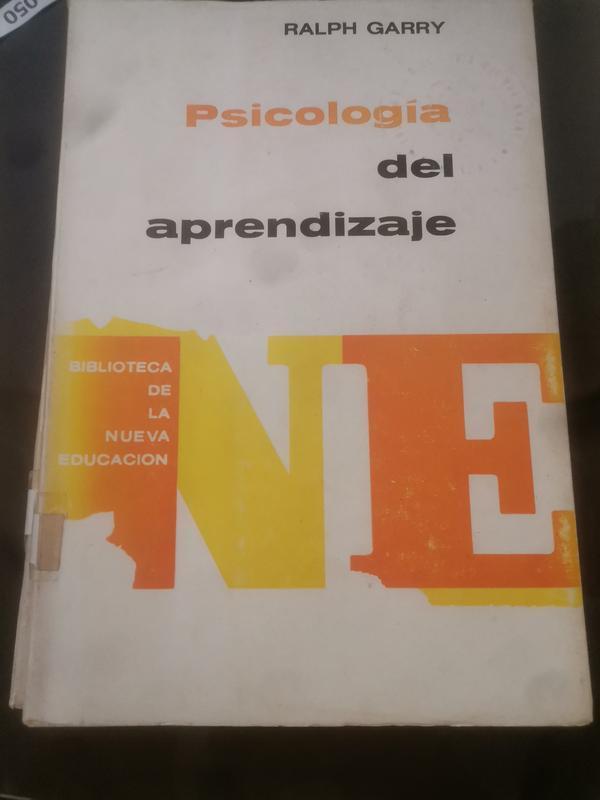 050
RALPH GARRY
Psicología
del
aprendizaje
BIBLIOTECA
DE
LA
NUEVA
EDUCACION
NE